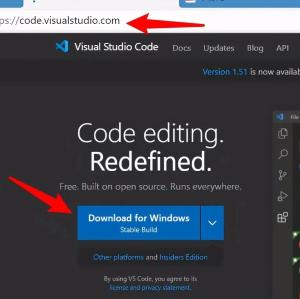 ps://code.visualstudio.com
Visual Studio Code Docs Updates Blog API
Version 1.51 is now availab
Code editing.
Redefined.
Free. Built on open source. Runs everywhere.
File
Download for Windows
Stable Build
Other platforms and Insiders Edition
By using VS Code, you agree to its
license and privacy statement.